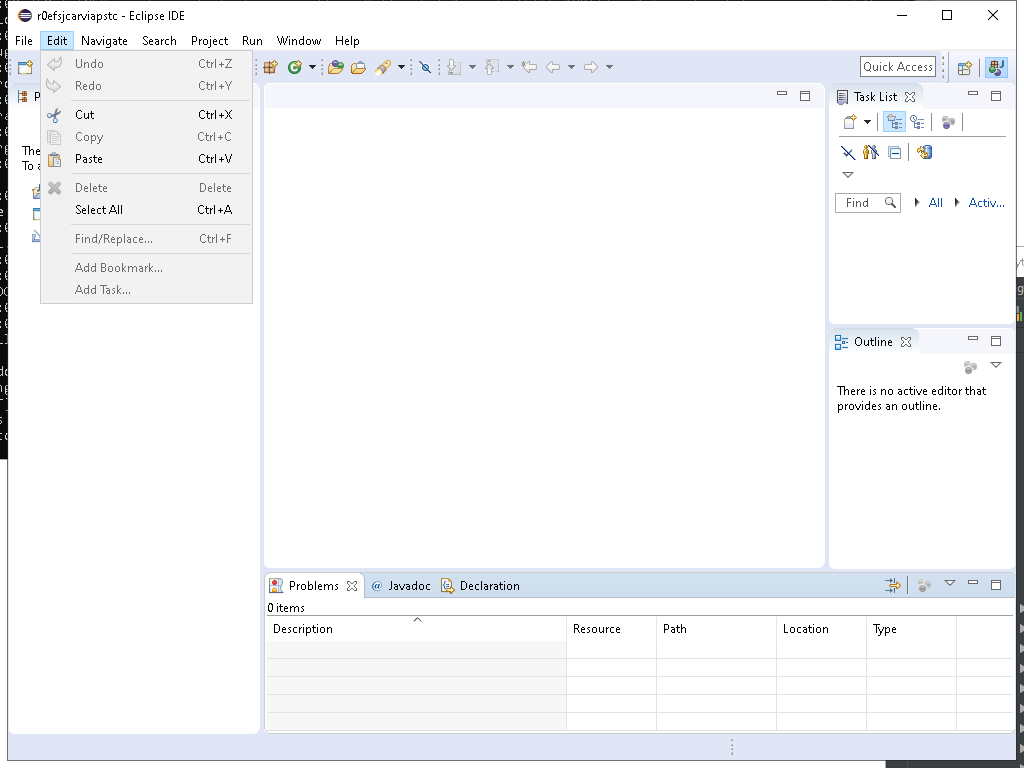 r0efsjcarviapstc - Eclipse IDE
File Edit Navigate Search Project Run Window Help
Undo Ctrl+Z
Redo Ctrl+Y
Cut Ctrl+X
Copy Ctrl+C
Paste Ctrl+V
Delete Delete
Select All Ctrl+A
Find/Replace... Ctrl+F
Add Bookmark...
Add Task...
Quick Access
P
The
To a
Task List
Find All Activ...
Outline
There is no active editor that
provides an outline.
Problems @ Javadoc Declaration
0 items
Description Resource Path Location Type